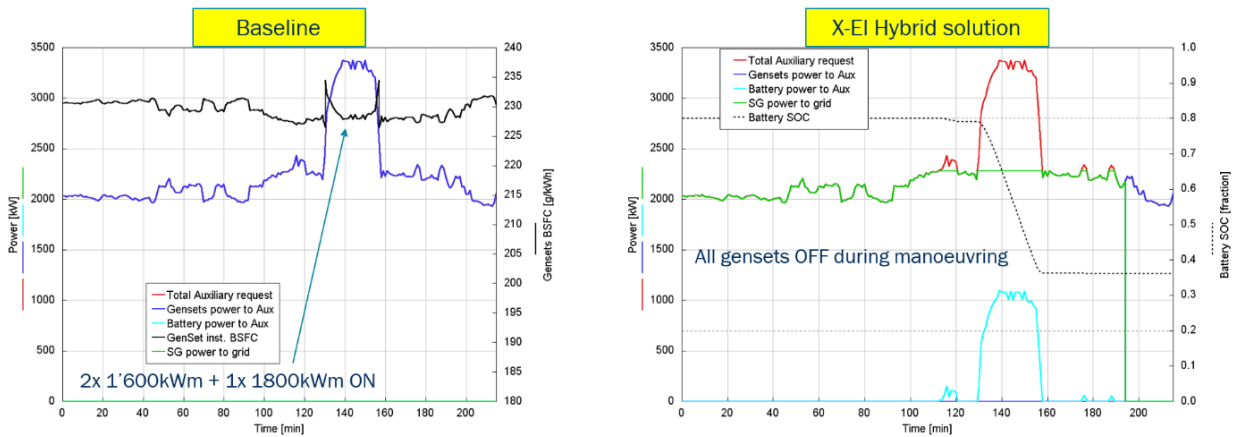 Baseline
3500
3000
2500
2000
1500
1000
500
0
Power [kW]
240
235
230
225
220
215
210
205
200
195
190
185
180
Gensets BSFC [g/kWh]
Total Auxiliary request
Gensets power to Aux
Battery power to Aux
GenSet inst. BSFC
SG power to grid
2x 1'600kWm + 1x 1800kWm ON
0 20 40 60 80 100 120 140 160 180 200
Time [min]
X-EI Hybrid solution
3500
3000
2500
2000
1500
1000
500
0
Power [kW]
1.0
0.9
0.8
0.7
0.6
0.5
0.4
0.3
0.2
0.1
0.0
Battery SOC [fraction]
Total Auxiliary request
Gensets power to Aux
Battery power to Aux
SG power to grid
Battery SOC
All gensets OFF during manoeuvring
0 20 40 60 80 100 120 140 160 180 200
Time [min]